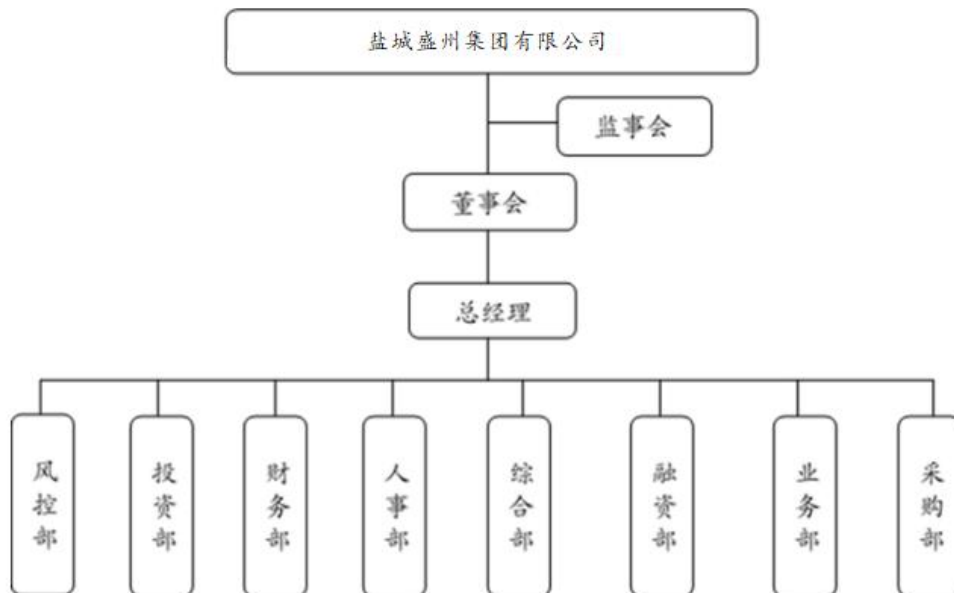 盐城盛州集团有限公司
监事会
董事会
总经理
风控部
投资部
财务部
人事部
综合部
融资部
业务部
采购部